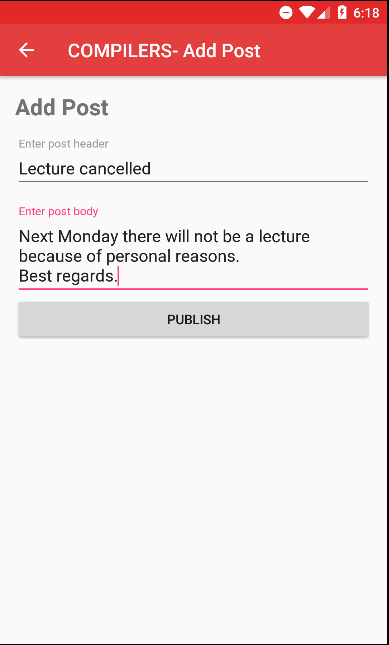 6:18
COMPILERS- Add Post
Add Post
Enter post header
Lecture cancelled
Enter post body
Next Monday there will not be a lecture
because of personal reasons.
Best regards.
PUBLISH